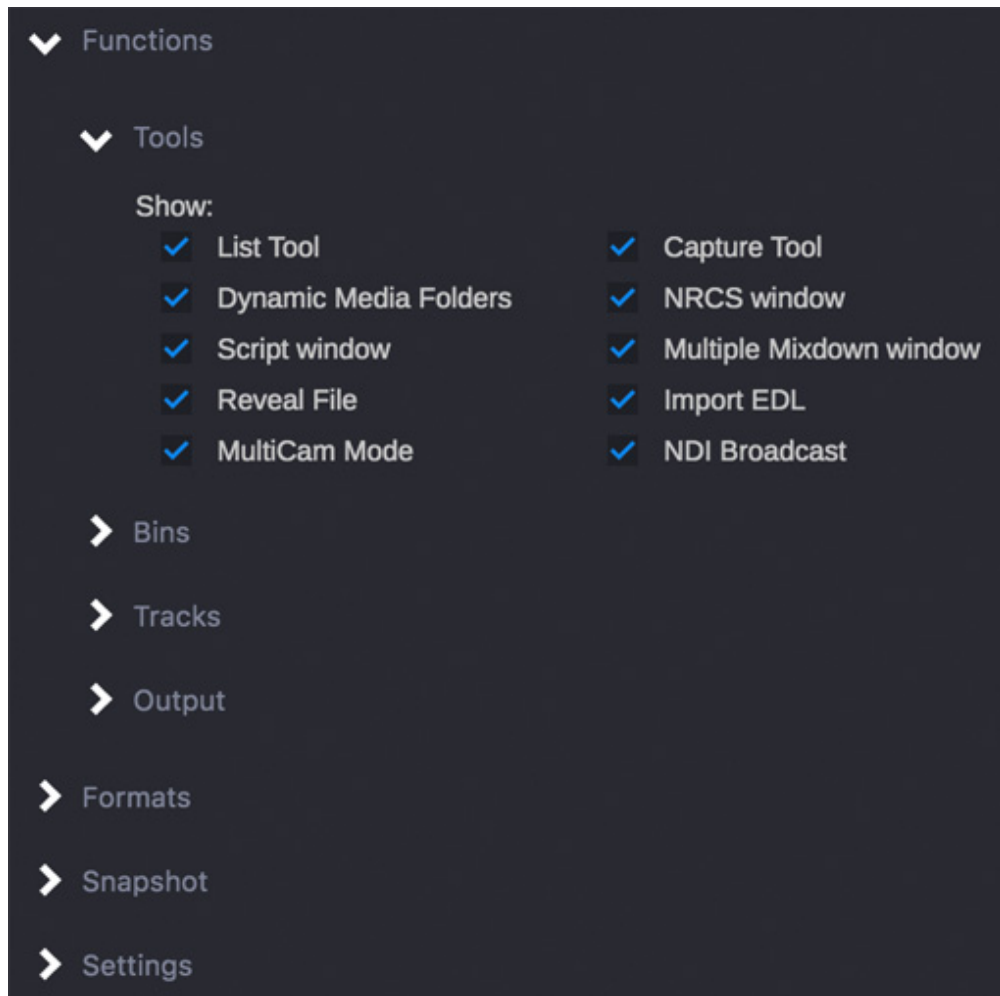 Functions
Tools
Show:
List Tool
Capture Tool
Dynamic Media Folders
NRCS window
Script window
Multiple Mixdown window
Reveal File
Import EDL
MultiCam Mode
NDI Broadcast
Bins
Tracks
Output
Formats
Snapshot
Settings